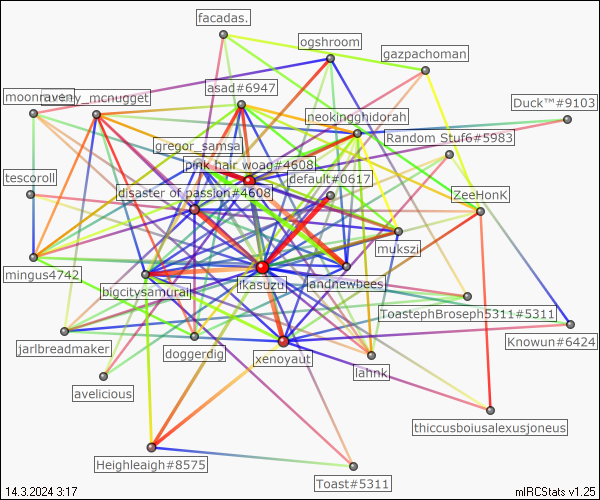 facadas.
ogshroom
gazpachoman
asad#6947
moonraven
mcnugget
Duck™#9103
neokingghidorah
Random Stuf6#5983
gregor_samsa
pink hair woag#4608
tescoroll
default#0617
disaster of passion#4608
ZeeHonK
mukszi
mingus4742
bigcitysamurai
ikasuzu
andnewbees
ToastephBroseph5311#5311
Knowun#6424
jarlbreadmaker
doggerdig
xenoyaut
lahnk
avelicious
thiccusboiusalexusjoneus
Heighleaigh#8575
Toast#5311
14.3.2024 3:17
mIRCStats v1.25